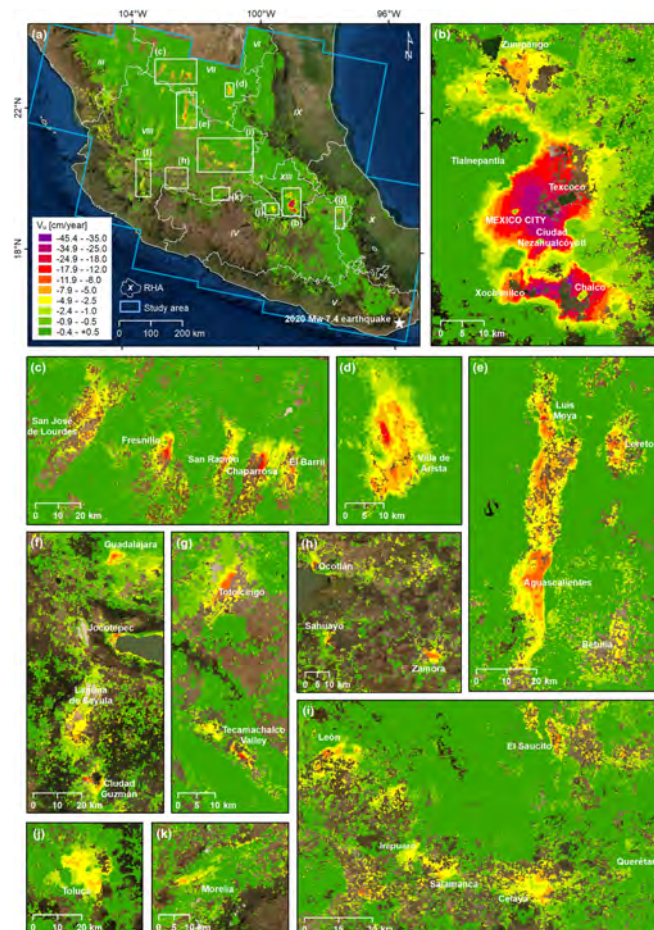 104°W
100°W
96°W
(a)
N
22°N
18°N
III
VI
VII
VIII
IX
IV
XIII
X
V
(c)
(d)
(e)
(f)
(h)
(i)
(k)
(j)
(b)
(g)
Vu [cm/year]
-45.4 - -35.0
-34.9 - -25.0
-24.9 - -18.0
-17.9 - -12.0
-11.9 - -8.0
-7.9 - -5.0
-4.9 - -2.5
-2.4 - -1.0
-0.9 - -0.5
-0.4 - +0.5
X RHA
Study area
0 100 200
km
2020 Mw 7.4 earthquake
(b)
Zumpango
Tlalnepantla
Texcoco
MEXICO CITY
Ciudad
Nezahualcóyotl
Xochimilco
Chalco
0 5 10
km
(c)
San José
de Lourdes
Fresnillo
San Ramón
Chaparrosa
El Barril
0 10 20
km
(d)
Villa de
Arista
0 5 10
km
(e)
Luis
Moya
Loreto
Aguascalientes
0 10 20
km
(f)
Guadalajara
Jocotepec
Laguna
de Sayula
Ciudad
Guzmán
0 10 20
km
(g)
Totolcingo
Tecamachalco
Valley
0 5 10
km
(h)
Ocotlán
Sahuayo
Zamora
0 5 10
km
(i)
León
El Saucito
Irapuato
Salamanca
Celaya
Querétaro
km
(j)
Toluca
0 10 20
km
(k)
Morelia
0 10 20
km